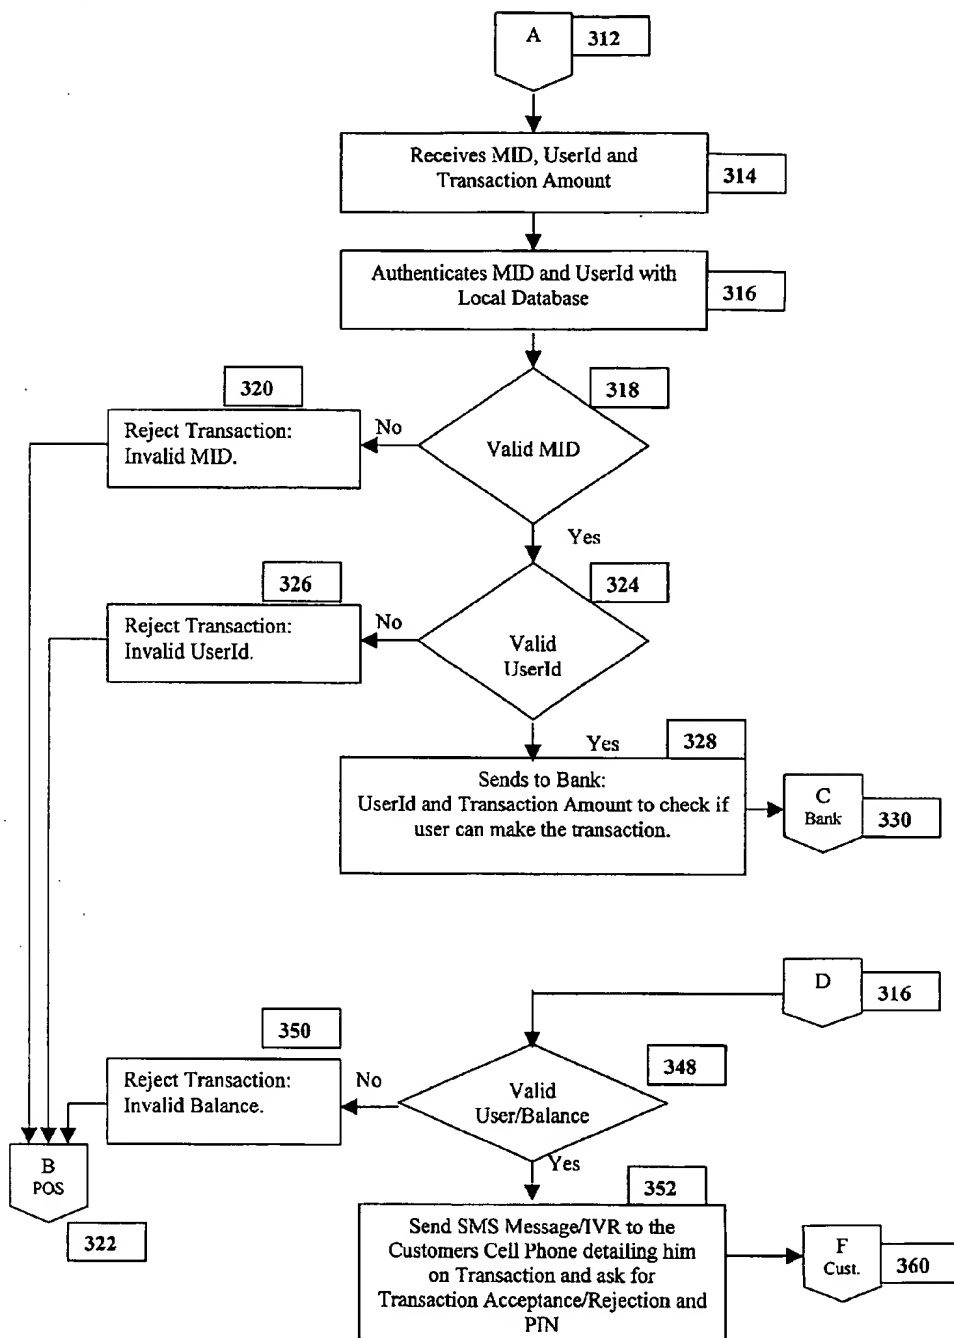 A
312
Receives MID, UserId and
Transaction Amount
314
Authenticates MID and UserId with
Local Database
316
320
318
Reject Transaction:
Invalid MID.
No
Valid MID
Yes
326
324
Reject Transaction:
Invalid UserId.
No
Valid
UserId
Yes
328
Sends to Bank:
UserId and Transaction Amount to check if
user can make the transaction.
C
Bank
330
D
316
350
348
Reject Transaction:
Invalid Balance.
No
Valid
User/Balance
Yes
B
POS
322
352
Send SMS Message/IVR to the
Customers Cell Phone detailing him
on Transaction and ask for
Transaction Acceptance/Rejection and
PIN
F
Cust.
360